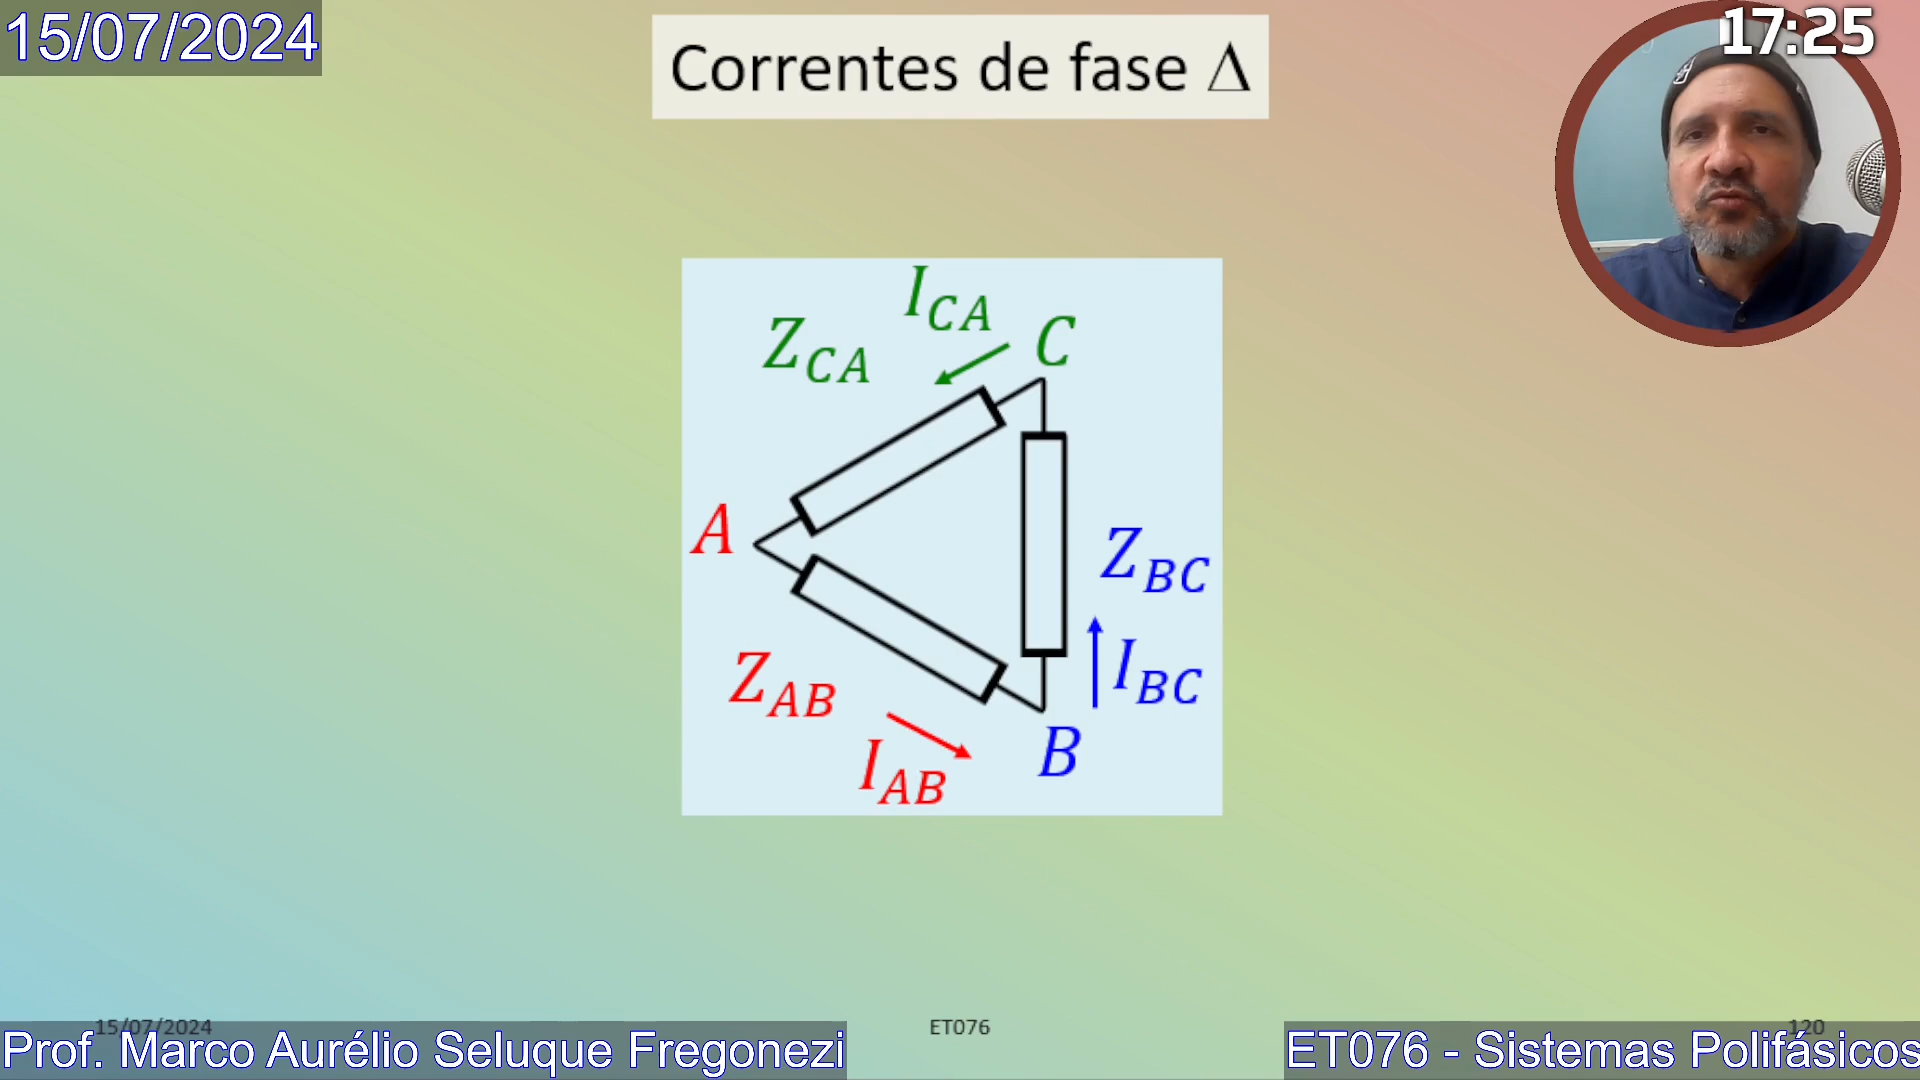 15/07/2024
Correntes de fase Δ
17:25
I_CA
Z_CA
C
A
Z_BC
Z_AB
I_BC
I_AB
B
15/07/2024
ET076
120
Prof. Marco Aurélio Seluque Fregonezi
ET076 - Sistemas Polifásicos